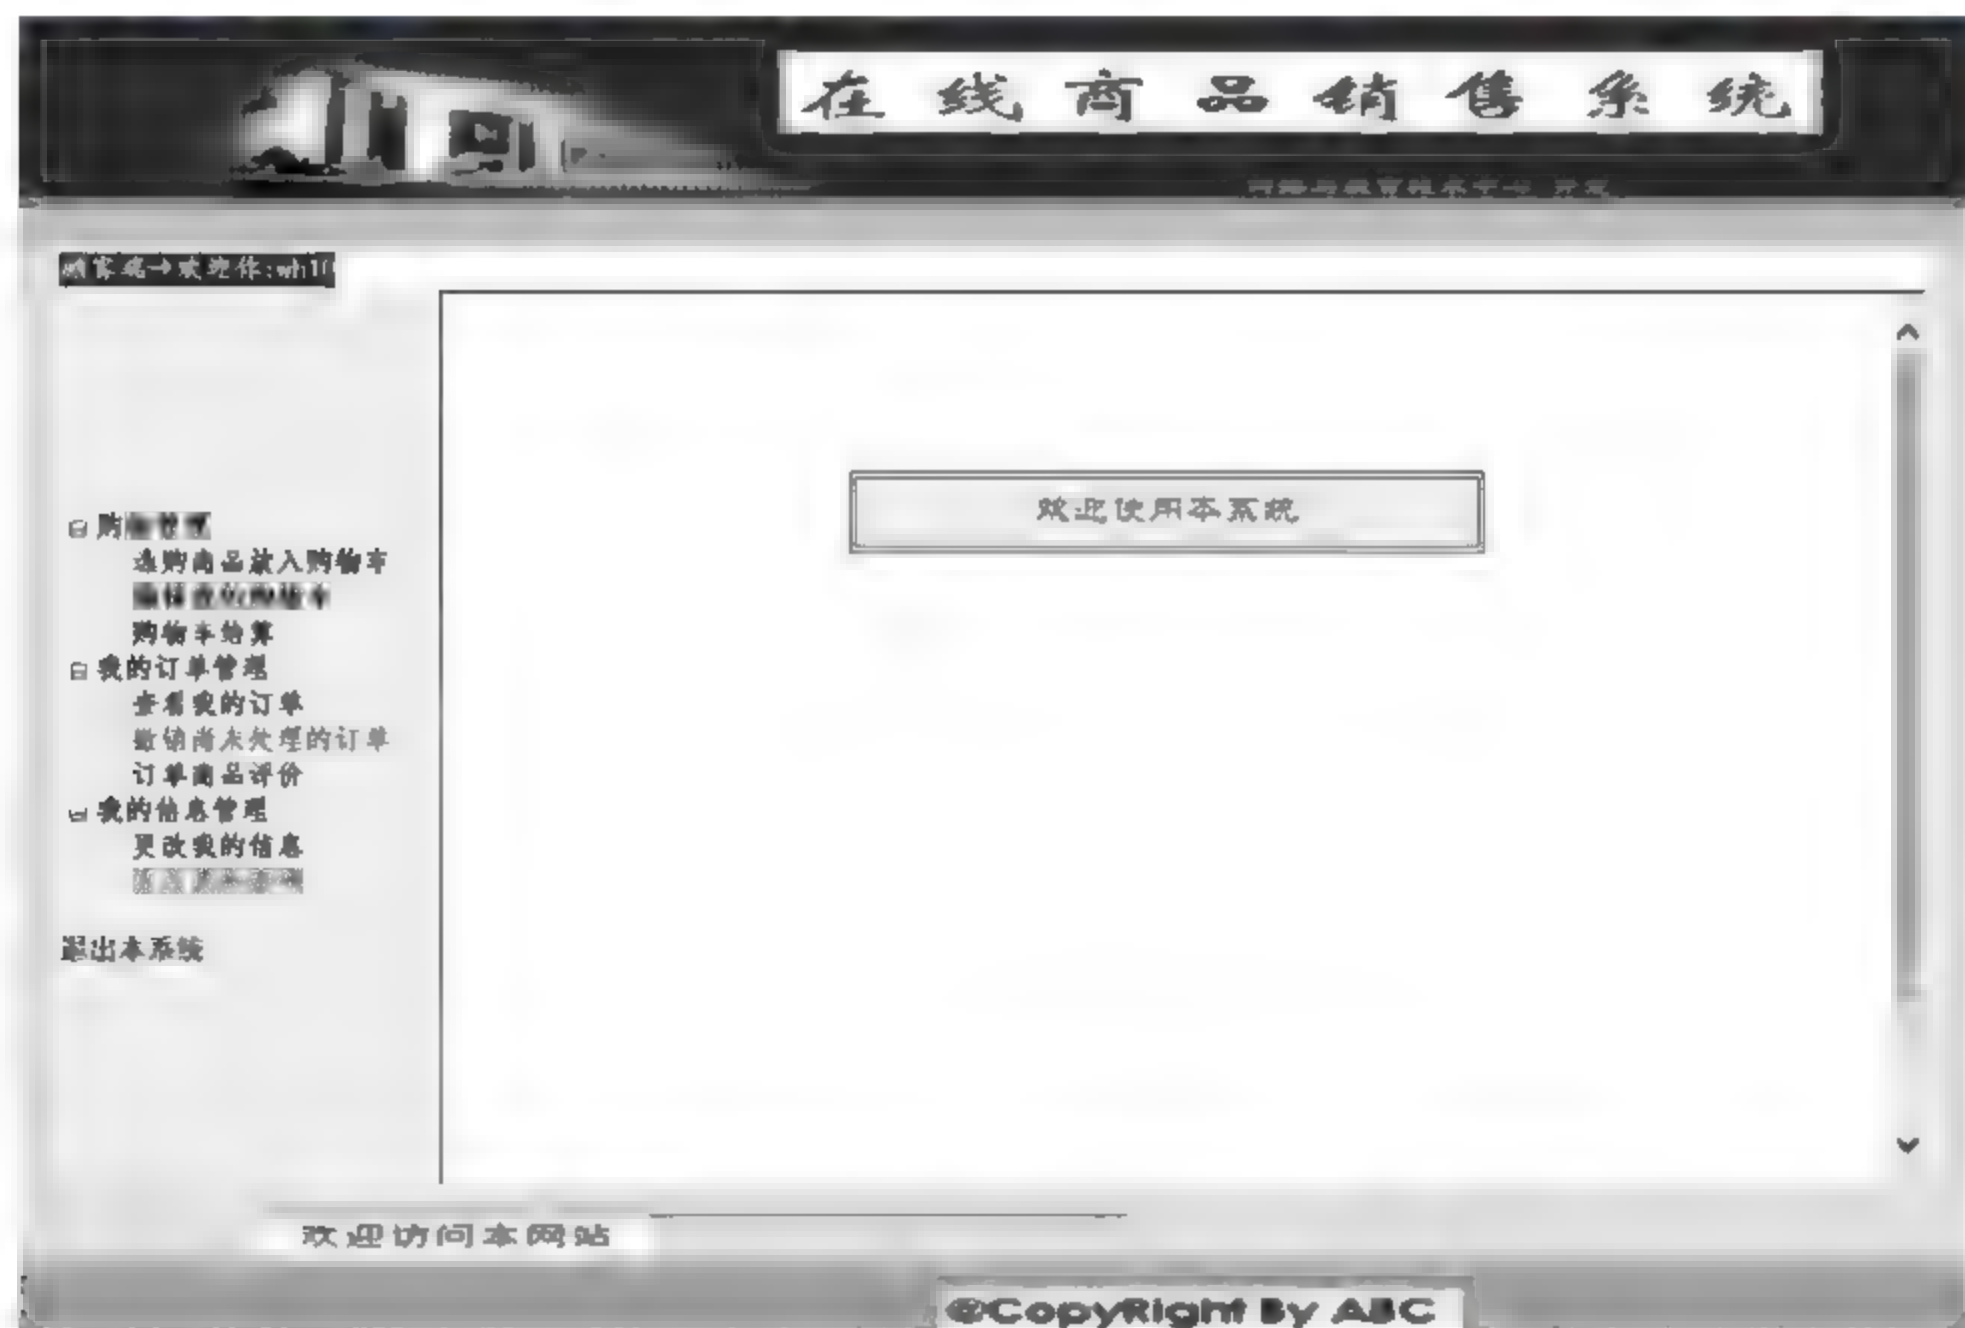 在线商品销售系统
顾客端→欢迎你:wh1
欢迎使用本系统
购
选购商品放入购物车
购物车结算
我的订单管理
查看我的订单
撤销尚未处理的订单
订单商品评价
我的信息管理
更改我的信息
退出本系统
欢迎访问本网站
@CopyRight By ABC